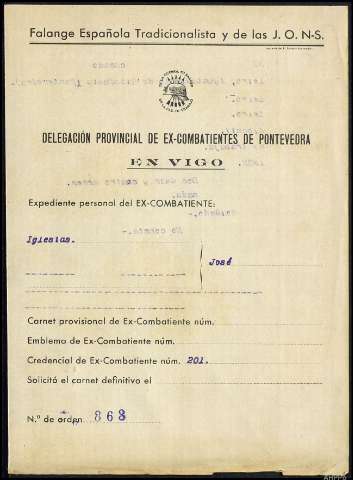 Falange Española Tradicionalista y de las J. O. N-S.
DELEGACIÓN PROVINCIAL DE EX-COMBATIENTES DE PONTEVEDRA
EN VIGO
Expediente personal del EX-COMBATIENTE:
Iglesias.
José
Carnet provisional de Ex-Combatiente núm.
Emblema de Ex-Combatiente núm.
Credencial de Ex-Combatiente núm. 201.
Solicitó el carnet definitivo el
N.º de orden 868
AHPPO